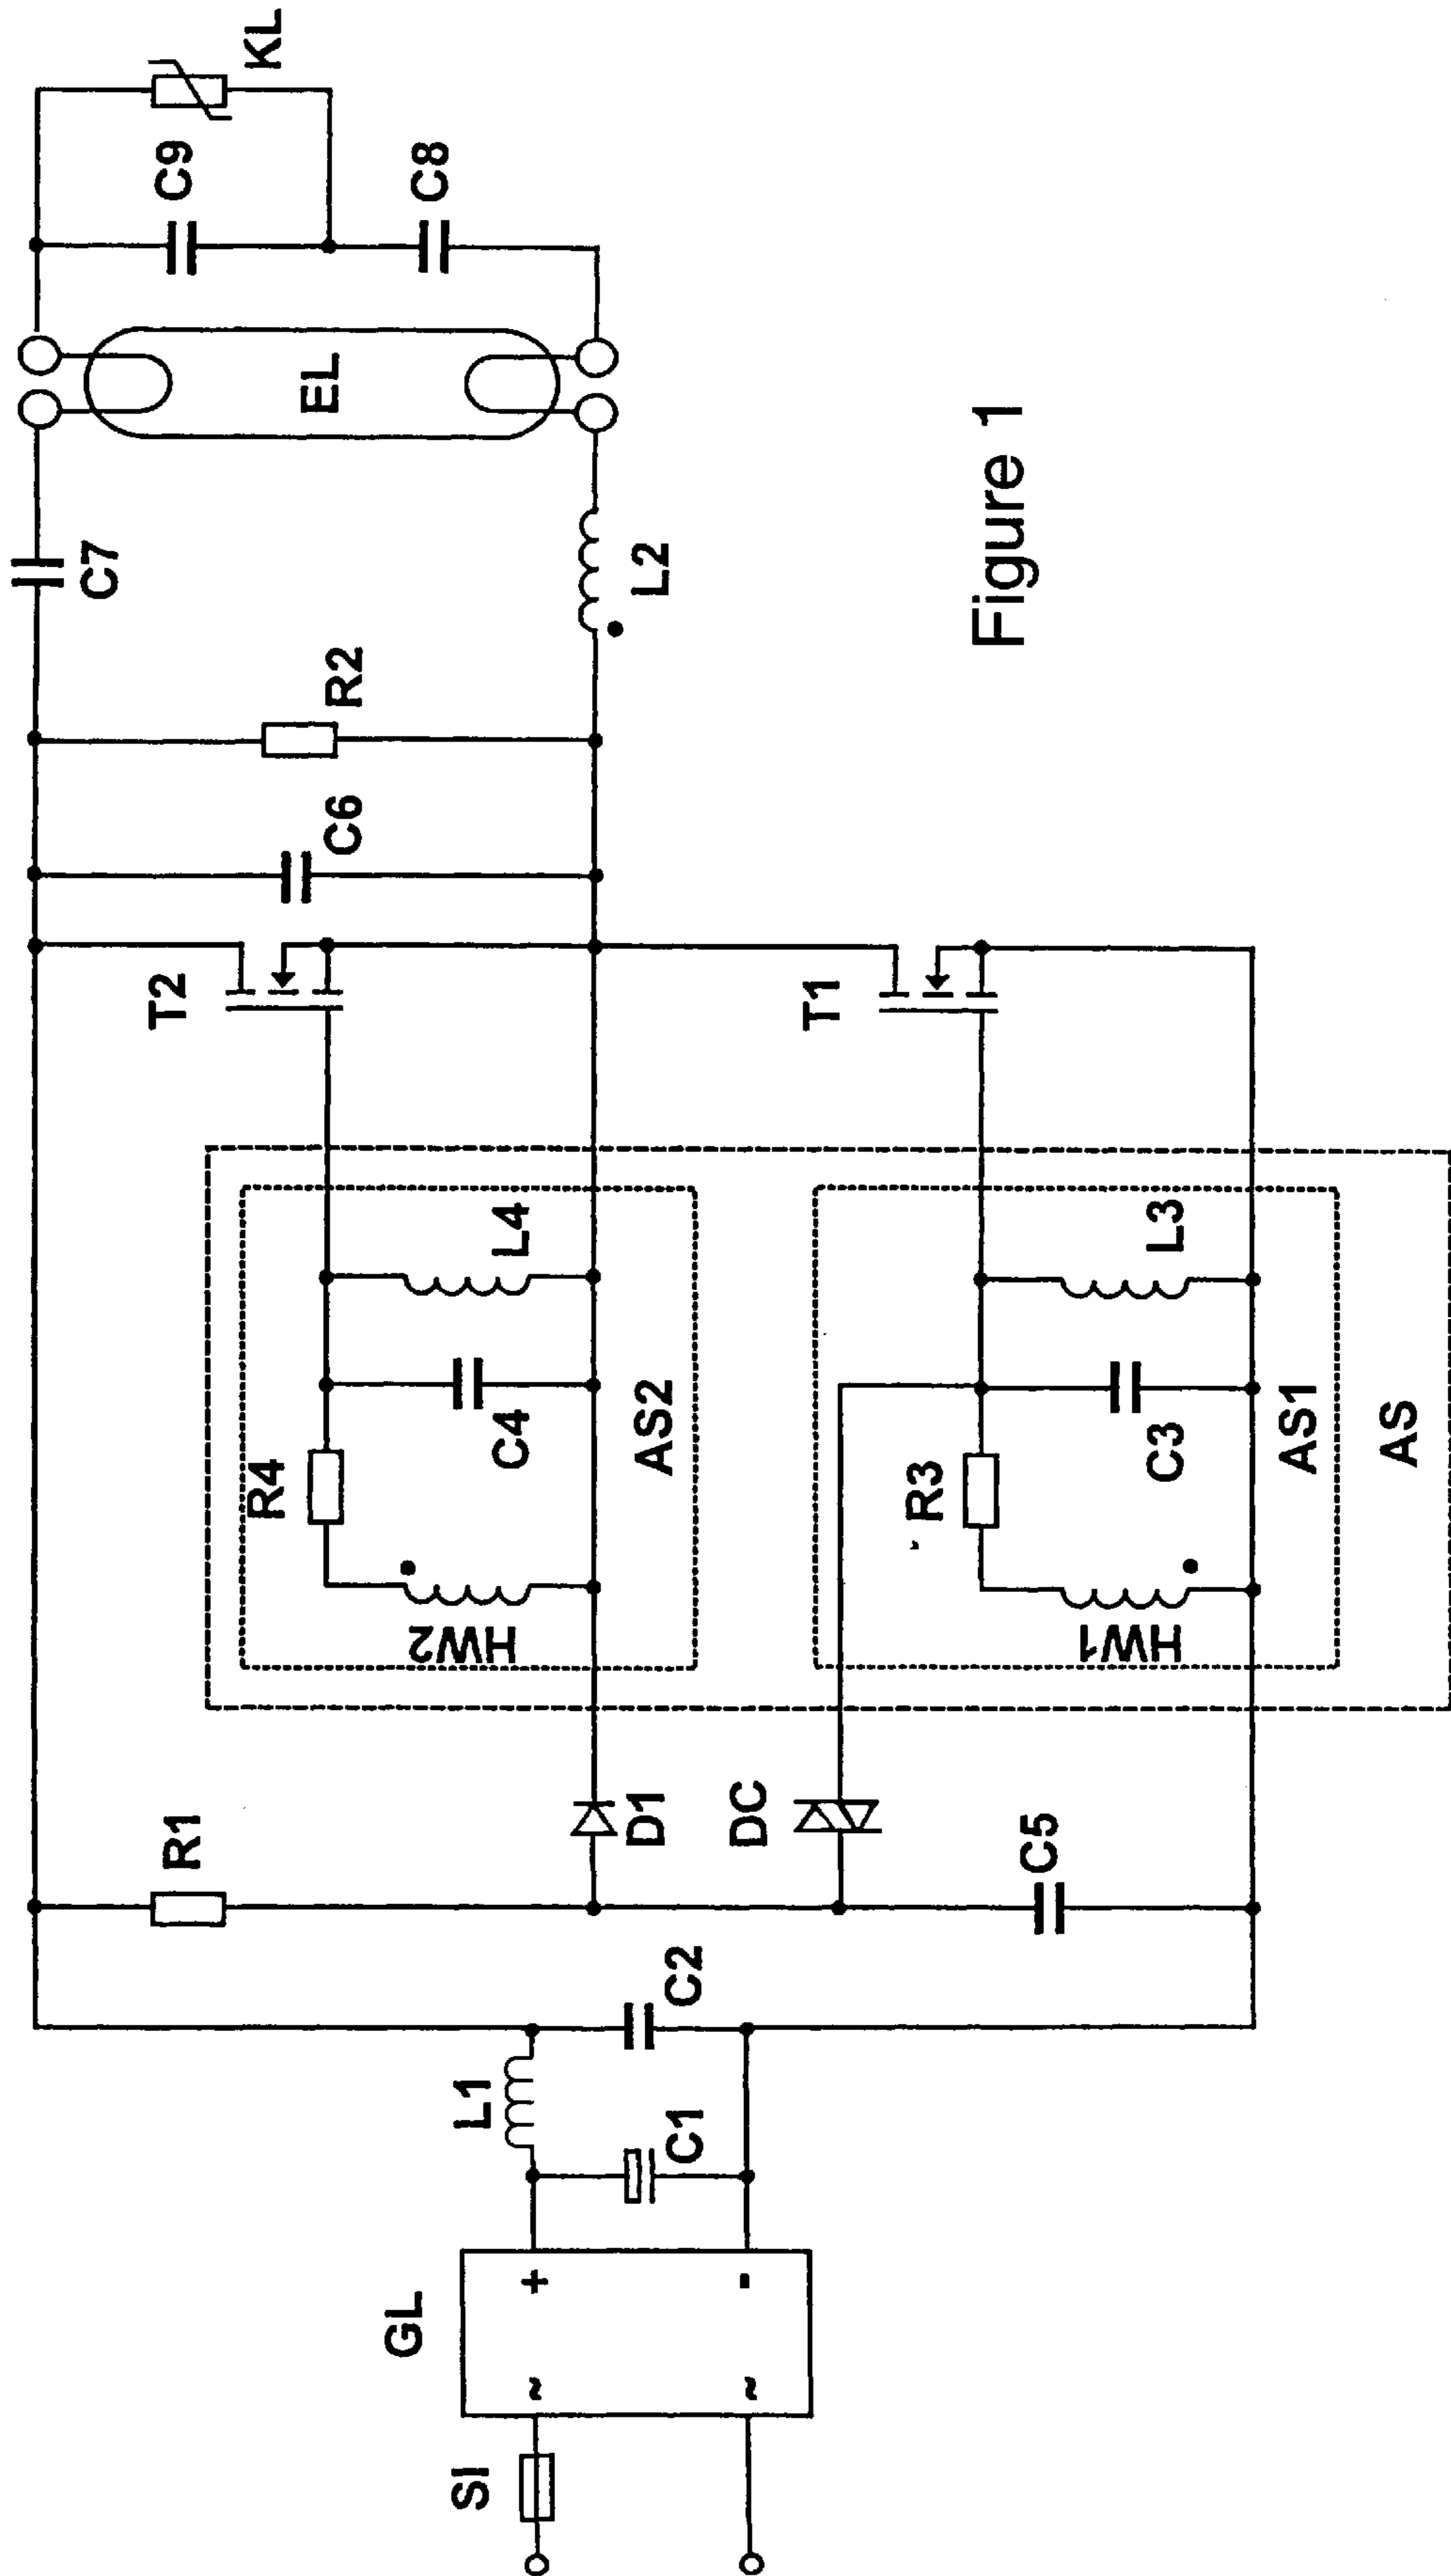 SI
GL
~
+
~
-
L1
C1
C2
R1
D1
DC
C5
HW2
R4
C4
L4
AS2
HW1
R3
C3
L3
AS1
AS
T2
T1
C6
R2
C7
L2
EL
C9
C8
KL
Figure 1